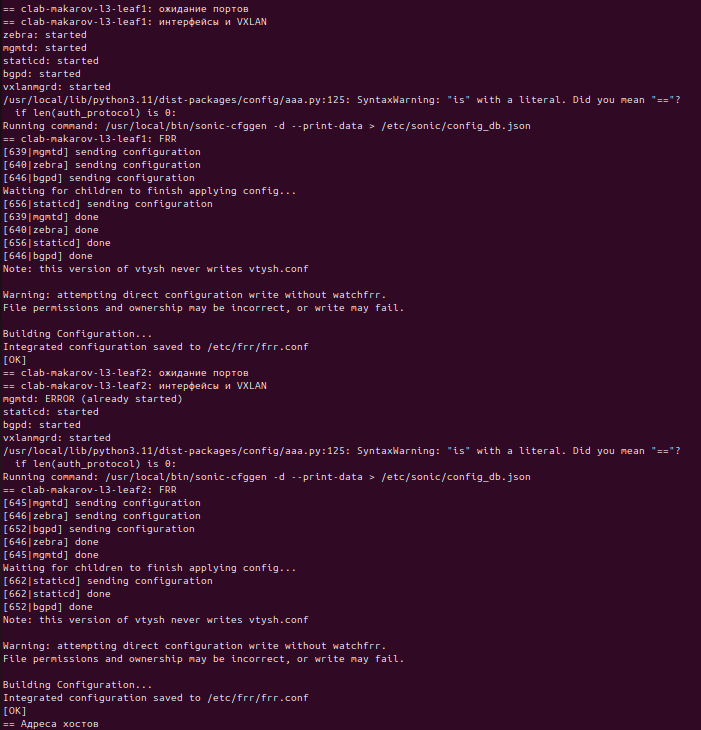 == clab-makarov-l3-leaf1: ожидание портов
== clab-makarov-l3-leaf1: интерфейсы и VXLAN
zebra: started
mgmtd: started
staticd: started
bgpd: started
vxlanmgrd: started
/usr/local/lib/python3.11/dist-packages/config/aaa.py:125: SyntaxWarning: "is" with a literal. Did you mean "=="?
  if len(auth_protocol) is 0:
Running command: /usr/local/bin/sonic-cfggen -d --print-data > /etc/sonic/config_db.json
== clab-makarov-l3-leaf1: FRR
[639|mgmtd] sending configuration
[640|zebra] sending configuration
[646|bgpd] sending configuration
Waiting for children to finish applying config...
[656|staticd] sending configuration
[639|mgmtd] done
[640|zebra] done
[656|staticd] done
[646|bgpd] done
Note: this version of vtysh never writes vtysh.conf

Warning: attempting direct configuration write without watchfrr.
File permissions and ownership may be incorrect, or write may fail.

Building Configuration...
Integrated configuration saved to /etc/frr/frr.conf
[OK]
== clab-makarov-l3-leaf2: ожидание портов
== clab-makarov-l3-leaf2: интерфейсы и VXLAN
mgmtd: ERROR (already started)
staticd: started
bgpd: started
vxlanmgrd: started
/usr/local/lib/python3.11/dist-packages/config/aaa.py:125: SyntaxWarning: "is" with a literal. Did you mean "=="?
  if len(auth_protocol) is 0:
Running command: /usr/local/bin/sonic-cfggen -d --print-data > /etc/sonic/config_db.json
== clab-makarov-l3-leaf2: FRR
[645|mgmtd] sending configuration
[646|zebra] sending configuration
[652|bgpd] sending configuration
[646|zebra] done
[645|mgmtd] done
Waiting for children to finish applying config...
[662|staticd] sending configuration
[662|staticd] done
[652|bgpd] done
Note: this version of vtysh never writes vtysh.conf

Warning: attempting direct configuration write without watchfrr.
File permissions and ownership may be incorrect, or write may fail.

Building Configuration...
Integrated configuration saved to /etc/frr/frr.conf
[OK]
== Адреса хостов